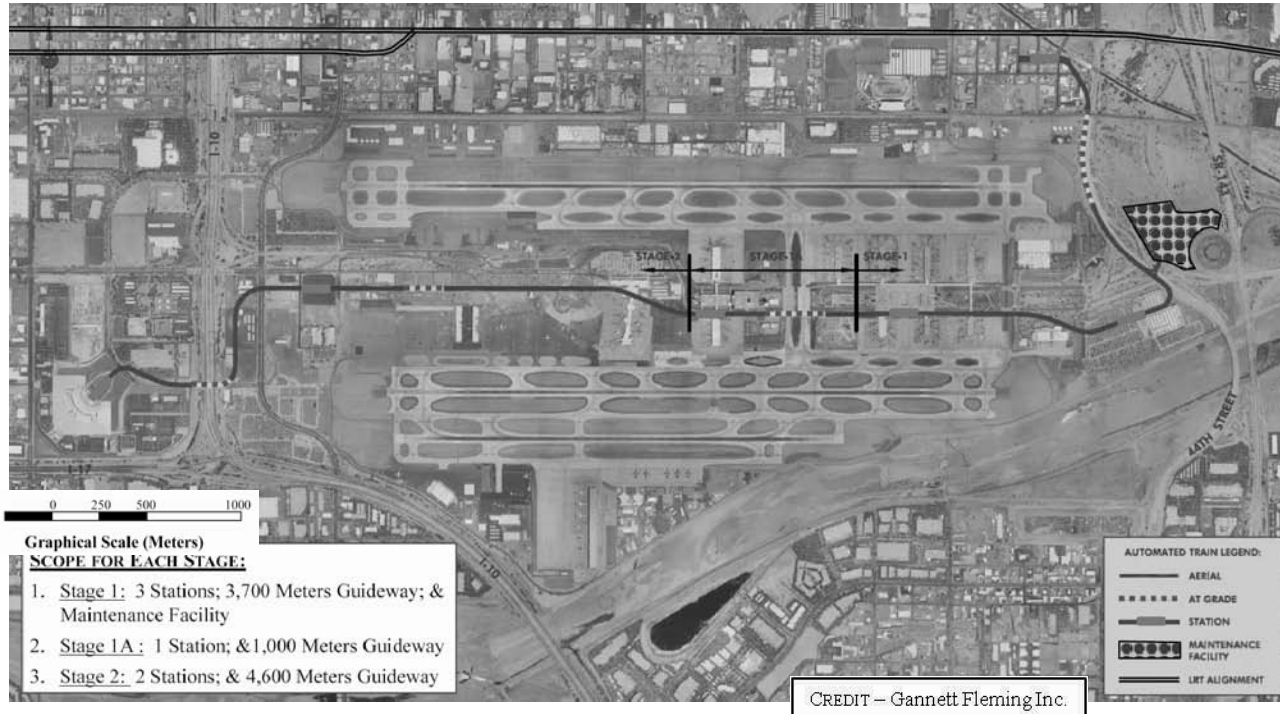 I-10
SR-143
STAGE-2
STAGE-1A
STAGE-1
44TH STREET
I-17
0 250 500 1000
Graphical Scale (Meters)
I-10
SCOPE FOR EACH STAGE:
1. Stage 1: 3 Stations; 3,700 Meters Guideway; &
Maintenance Facility
2. Stage 1A : 1 Station; &1,000 Meters Guideway
3. Stage 2: 2 Stations; & 4,600 Meters Guideway
AUTOMATED TRAIN LEGEND:
AERIAL
AT GRADE
STATION
MAINTENANCE
FACILITY
LRT ALIGNMENT
CREDIT – Gannett Fleming Inc.